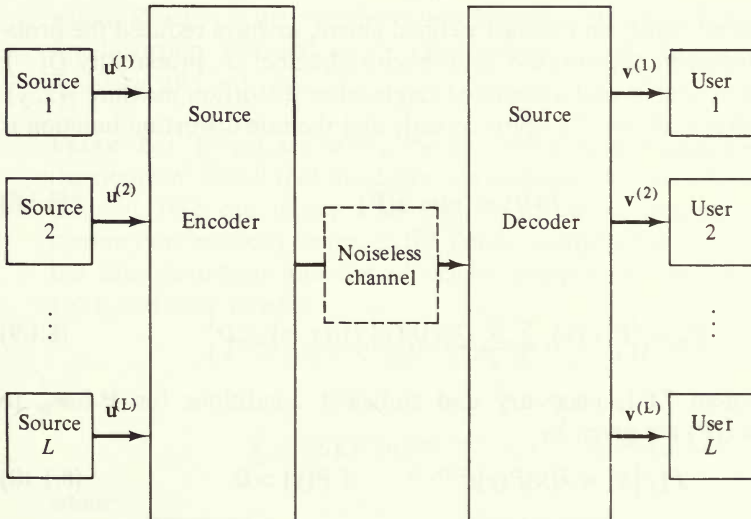 Source
1
u(1)
Source
Source
v(1)
User
1
Source
2
u(2)
Encoder
Noiseless
channel
Decoder
v(2)
User
2
Source
L
u(L)
v(L)
User
L